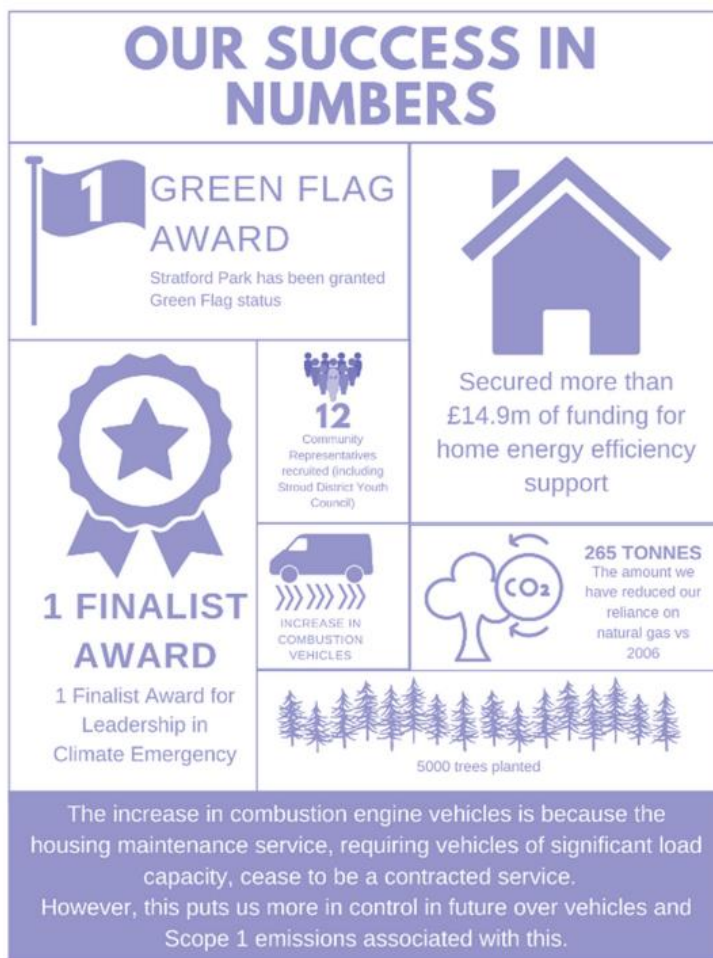 OUR SUCCESS IN
NUMBERS
1
GREEN FLAG
AWARD
Stratford Park has been granted
Green Flag status
Secured more than
£14.9m of funding for
home energy efficiency
support
12
Community
Representatives
recruited (including
Stroud District Youth
Council)
1 FINALIST
AWARD
1 Finalist Award for
Leadership in
Climate Emergency
INCREASE IN
COMBUSTION
VEHICLES
CO2
265 TONNES
The amount we
have reduced our
reliance on
natural gas vs
2006
5000 trees planted
The increase in combustion engine vehicles is because the
housing maintenance service, requiring vehicles of significant load
capacity, cease to be a contracted service.
However, this puts us more in control in future over vehicles and
Scope 1 emissions associated with this.